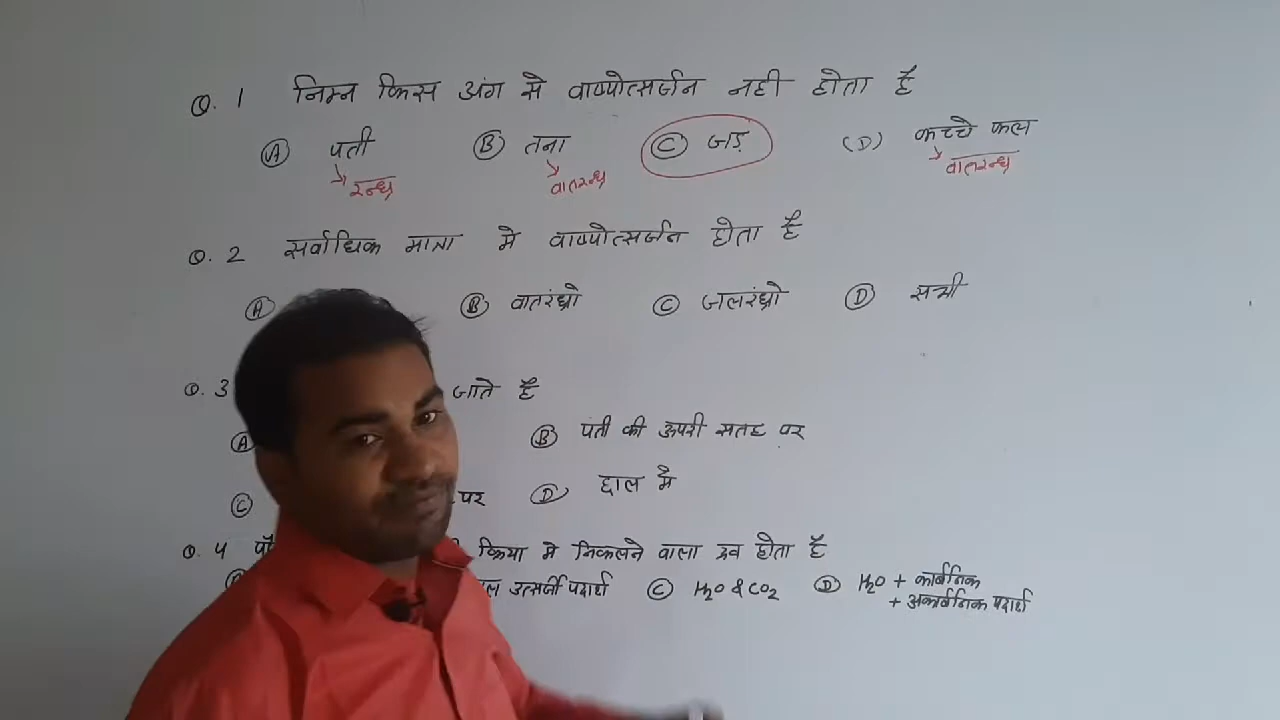 Q. 1 निम्न किस अंग से वाष्पोत्सर्जन नही होता है
(A) पत्ती (B) तना (C) जड़ (D) कच्चे फल
रन्ध्र वातरन्ध्र वातरन्ध्र
Q. 2 सर्वाधिक मात्रा मे वाष्पोत्सर्जन होता है
(A) (B) वातरंध्रो (C) जलरंध्रो (D) सभी
Q. 3 जाते है
(A) (B) पत्ती की ऊपरी सतह पर
(C) पर (D) छाल मे
Q. 4 क्रिया मे निकलने वाला द्रव होता है
उत्सर्जी पदार्थ (C) H₂O & CO₂ (D) H₂O + कार्बनिक
+ अकार्बनिक पदार्थ